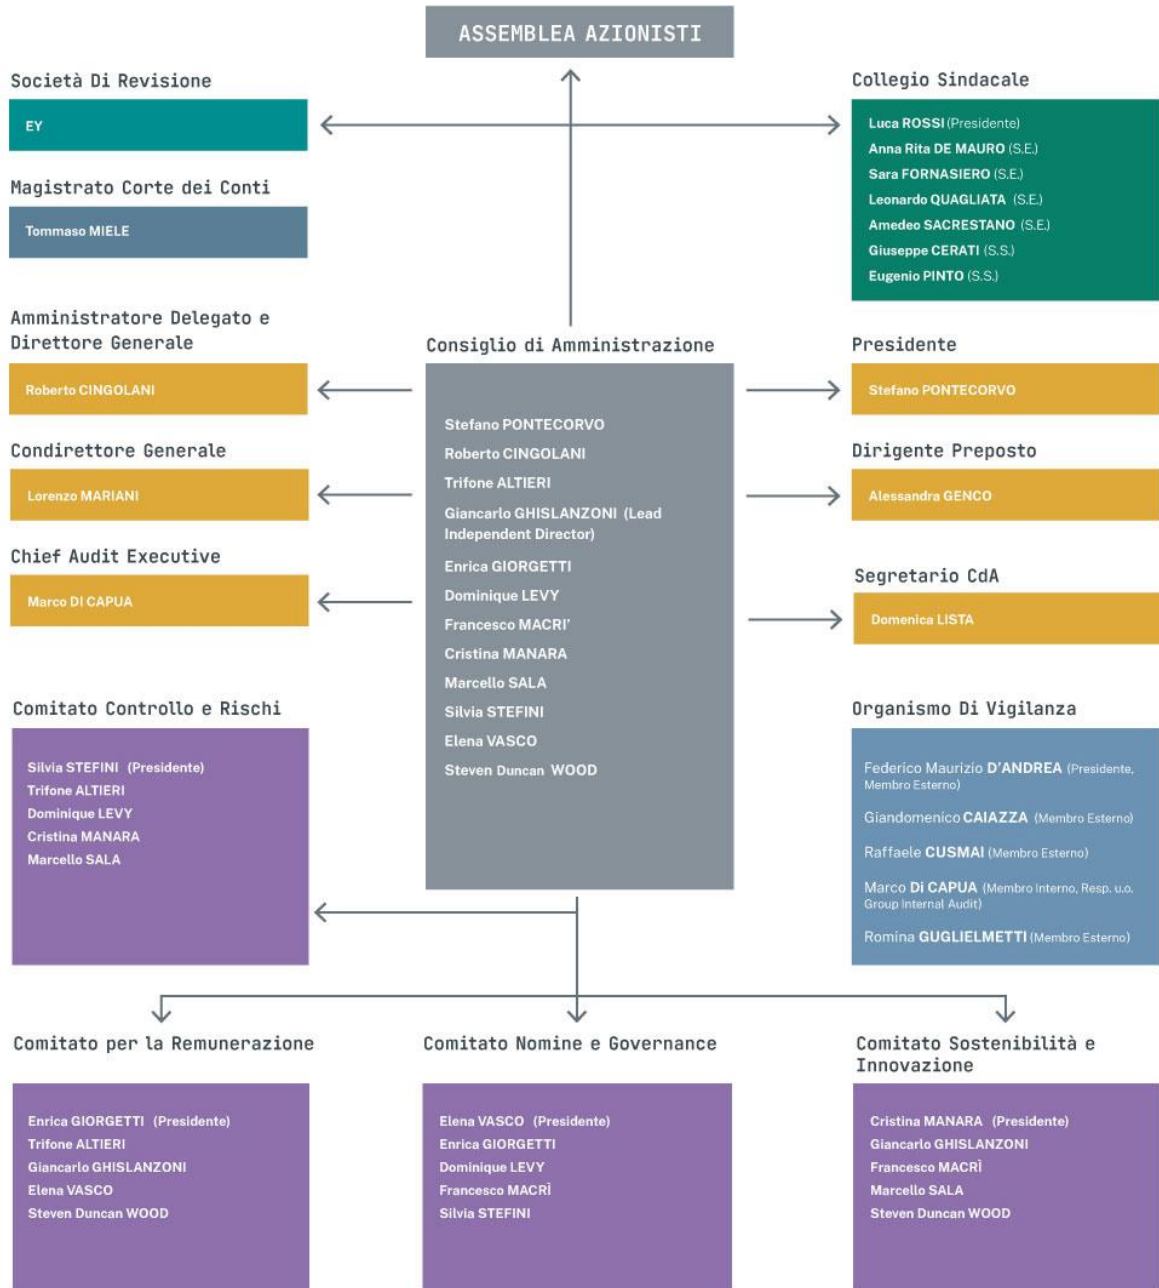 ASSEMBLEA AZIONISTI
Società Di Revisione
EY
Magistrato Corte dei Conti
Tommaso MIELE
Collegio Sindacale
Luca ROSSI (Presidente)
Anna Rita DE MAURO (S.E.)
Sara FORNASIERO (S.E.)
Leonardo QUAGLIATA (S.E.)
Amedeo SACRESTANO (S.E.)
Giuseppe CERATI (S.S.)
Eugenio PINTO (S.S.)
Amministratore Delegato e
Direttore Generale
Roberto CINGOLANI
Condirettore Generale
Lorenzo MARIANI
Chief Audit Executive
Marco DI CAPUA
Consiglio di Amministrazione
Stefano PONTECORVO
Roberto CINGOLANI
Trifone ALTIERI
Giancarlo GHISLANZONI (Lead
Independent Director)
Enrica GIORGETTI
Dominique LEVY
Francesco MACRI'
Cristina MANARA
Marcello SALA
Silvia STEFINI
Elena VASCO
Steven Duncan WOOD
Presidente
Stefano PONTECORVO
Dirigente Preposto
Alessandra GENCO
Segretario CdA
Domenica LISTA
Comitato Controllo e Rischi
Silvia STEFINI (Presidente)
Trifone ALTIERI
Dominique LEVY
Cristina MANARA
Marcello SALA
Organismo Di Vigilanza
Federico Maurizio D'ANDREA (Presidente,
Membro Esterno)
Giandomenico CAIAZZA (Membro Esterno)
Raffaele CUSMAI (Membro Esterno)
Marco Di CAPUA (Membro Interno, Resp. u.o.
Group Internal Audit)
Romina GUGLIELMETTI (Membro Esterno)
Comitato per la Remunerazione
Enrica GIORGETTI (Presidente)
Trifone ALTIERI
Giancarlo GHISLANZONI
Elena VASCO
Steven Duncan WOOD
Comitato Nomine e Governance
Elena VASCO (Presidente)
Enrica GIORGETTI
Dominique LEVY
Francesco MACRÌ
Silvia STEFINI
Comitato Sostenibilità e
Innovazione
Cristina MANARA (Presidente)
Giancarlo GHISLANZONI
Francesco MACRÌ
Marcello SALA
Steven Duncan WOOD